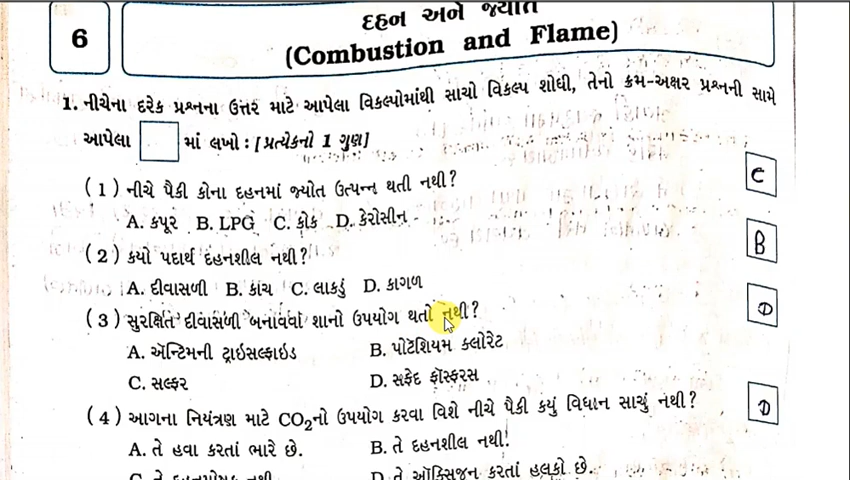 6
દહન અને જ્યોત
(Combustion and Flame)
1. નીચેના દરેક પ્રશ્નના ઉત્તર માટે આપેલા વિકલ્પોમાંથી સાચો વિકલ્પ શોધી, તેનો ક્રમ-અક્ષર પ્રશ્નની સામે
આપેલા માં લખો : [પ્રત્યેકનો 1 ગુણ]
( 1 ) નીચે પૈકી કોના દહનમાં જ્યોત ઉત્પન્ન થતી નથી? C
A. કપૂર B. LPG C. કોક D. કેરોસીન
( 2 ) કયો પદાર્થ દહનશીલ નથી? B
A. દીવાસળી B. કાંચ C. લાકડું D. કાગળ
( 3 ) સુરક્ષિત દીવાસળી બનાવવા શાનો ઉપયોગ થતો નથી? D
A. ઍન્ટિમની ટ્રાઇસલ્ફાઇડ B. પોટૅશિયમ ક્લોરેટ
C. સલ્ફર D. સફેદ ફૉસ્ફરસ
( 4 ) આગના નિયંત્રણ માટે CO₂નો ઉપયોગ કરવા વિશે નીચે પૈકી કયું વિધાન સાચું નથી? D
A. તે હવા કરતાં ભારે છે. B. તે દહનશીલ નથી.
C. તે દહનપોષક નથી. D. તે ઑક્સિજન કરતાં હલકો છે.